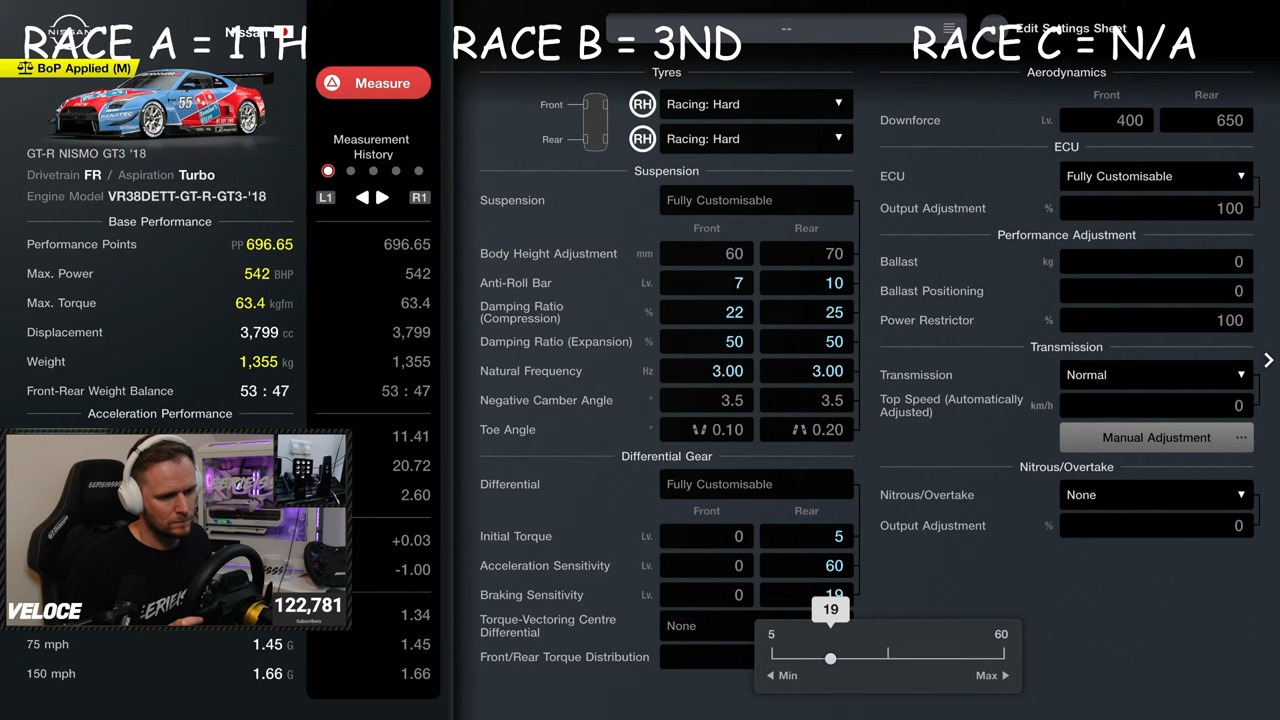 RACE A = 1TH RACE B = 3ND RACE C = N/A
Nissan
--
Edit Settings Sheet
BoP Applied (M)
55
GT-R NISMO GT3 '18
Drivetrain FR / Aspiration Turbo
Engine Model VR38DETT-GT-R-GT3-'18
Base Performance
Performance Points PP 696.65
Max. Power 542 BHP
Max. Torque 63.4 kgfm
Displacement 3,799 cc
Weight 1,355 kg
Front-Rear Weight Balance 53 : 47
Acceleration Performance
VELOCE
122,781
Subscribers
75 mph 1.45 G
150 mph 1.66 G
Measure
Measurement
History
L1 R1
696.65
542
63.4
3,799
1,355
53 : 47
11.41
20.72
2.60
+0.03
-1.00
1.34
1.45
1.66
Tyres
Front RH Racing: Hard
Rear RH Racing: Hard
Suspension
Suspension Fully Customisable
Front Rear
Body Height Adjustment mm 60 70
Anti-Roll Bar Lv. 7 10
Damping Ratio
(Compression) % 22 25
Damping Ratio (Expansion) % 50 50
Natural Frequency Hz 3.00 3.00
Negative Camber Angle ° 3.5 3.5
Toe Angle ° 0.10 0.20
Differential Gear
Differential Fully Customisable
Front Rear
Initial Torque Lv. 0 5
Acceleration Sensitivity Lv. 0 60
Braking Sensitivity Lv. 0 19
Torque-Vectoring Centre
Differential None
Front/Rear Torque Distribution
19
5 60
Min Max
Aerodynamics
Front Rear
Downforce Lv. 400 650
ECU
ECU Fully Customisable
Output Adjustment % 100
Performance Adjustment
Ballast kg 0
Ballast Positioning 0
Power Restrictor % 100
Transmission
Transmission Normal
Top Speed (Automatically
Adjusted) km/h 0
Manual Adjustment ...
Nitrous/Overtake
Nitrous/Overtake None
Output Adjustment % 0